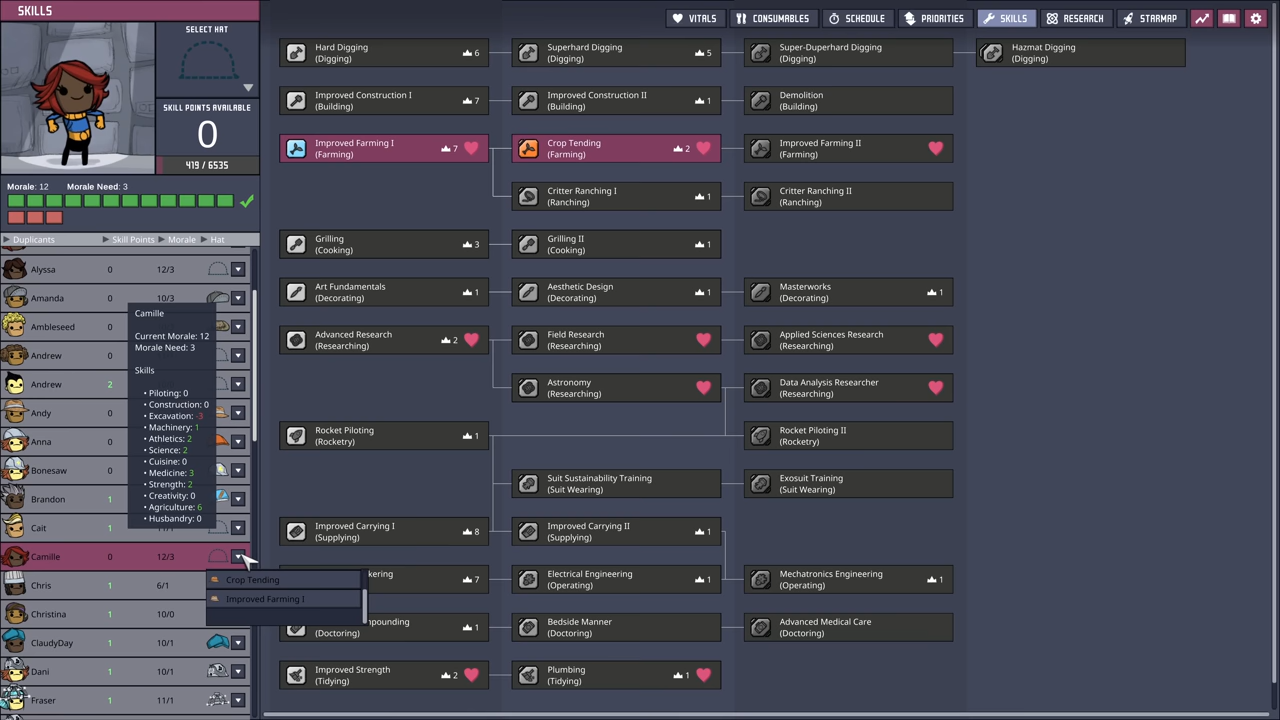 SKILLS
VITALS
CONSUMABLES
SCHEDULE
PRIORITIES
SKILLS
RESEARCH
STARMAP
SELECT HAT
SKILL POINTS AVAILABLE
0
419 / 6535
Morale: 12
Morale Need: 3
Duplicants
Skill Points
Morale
Hat
Alyssa 0 12/3
Amanda 0 10/3
Ambleseed
Andrew
Andrew 2
Andy
Anna
Bonesaw
Brandon
Cait
Camille 0 12/3
Chris 1 6/1
Christina 1 10/0
ClaudyDay 1 10/1
Dani 1 10/1
Fraser 1 11/1
Camille
Current Morale: 12
Morale Need: 3
Skills
• Piloting: 0
• Construction: 0
• Excavation: -3
• Machinery: 1
• Athletics: 2
• Science: 2
• Cuisine: 0
• Medicine: 3
• Strength: 2
• Creativity: 0
• Agriculture: 6
• Husbandry: 0
Crop Tending
Improved Farming I
Hard Digging
(Digging)
6
Superhard Digging
(Digging)
5
Super-Duperhard Digging
(Digging)
Hazmat Digging
(Digging)
Improved Construction I
(Building)
7
Improved Construction II
(Building)
1
Demolition
(Building)
Improved Farming I
(Farming)
7
Crop Tending
(Farming)
2
Improved Farming II
(Farming)
Critter Ranching I
(Ranching)
1
Critter Ranching II
(Ranching)
Grilling
(Cooking)
3
Grilling II
(Cooking)
1
Art Fundamentals
(Decorating)
1
Aesthetic Design
(Decorating)
1
Masterworks
(Decorating)
1
Advanced Research
(Researching)
2
Field Research
(Researching)
Applied Sciences Research
(Researching)
Astronomy
(Researching)
Data Analysis Researcher
(Researching)
Rocket Piloting
(Rocketry)
1
Rocket Piloting II
(Rocketry)
Suit Sustainability Training
(Suit Wearing)
Exosuit Training
(Suit Wearing)
Improved Carrying I
(Supplying)
8
Improved Carrying II
(Supplying)
1
kering
7
Electrical Engineering
(Operating)
1
Mechatronics Engineering
(Operating)
1
mpounding
(Doctoring)
1
Bedside Manner
(Doctoring)
Advanced Medical Care
(Doctoring)
Improved Strength
(Tidying)
2
Plumbing
(Tidying)
1